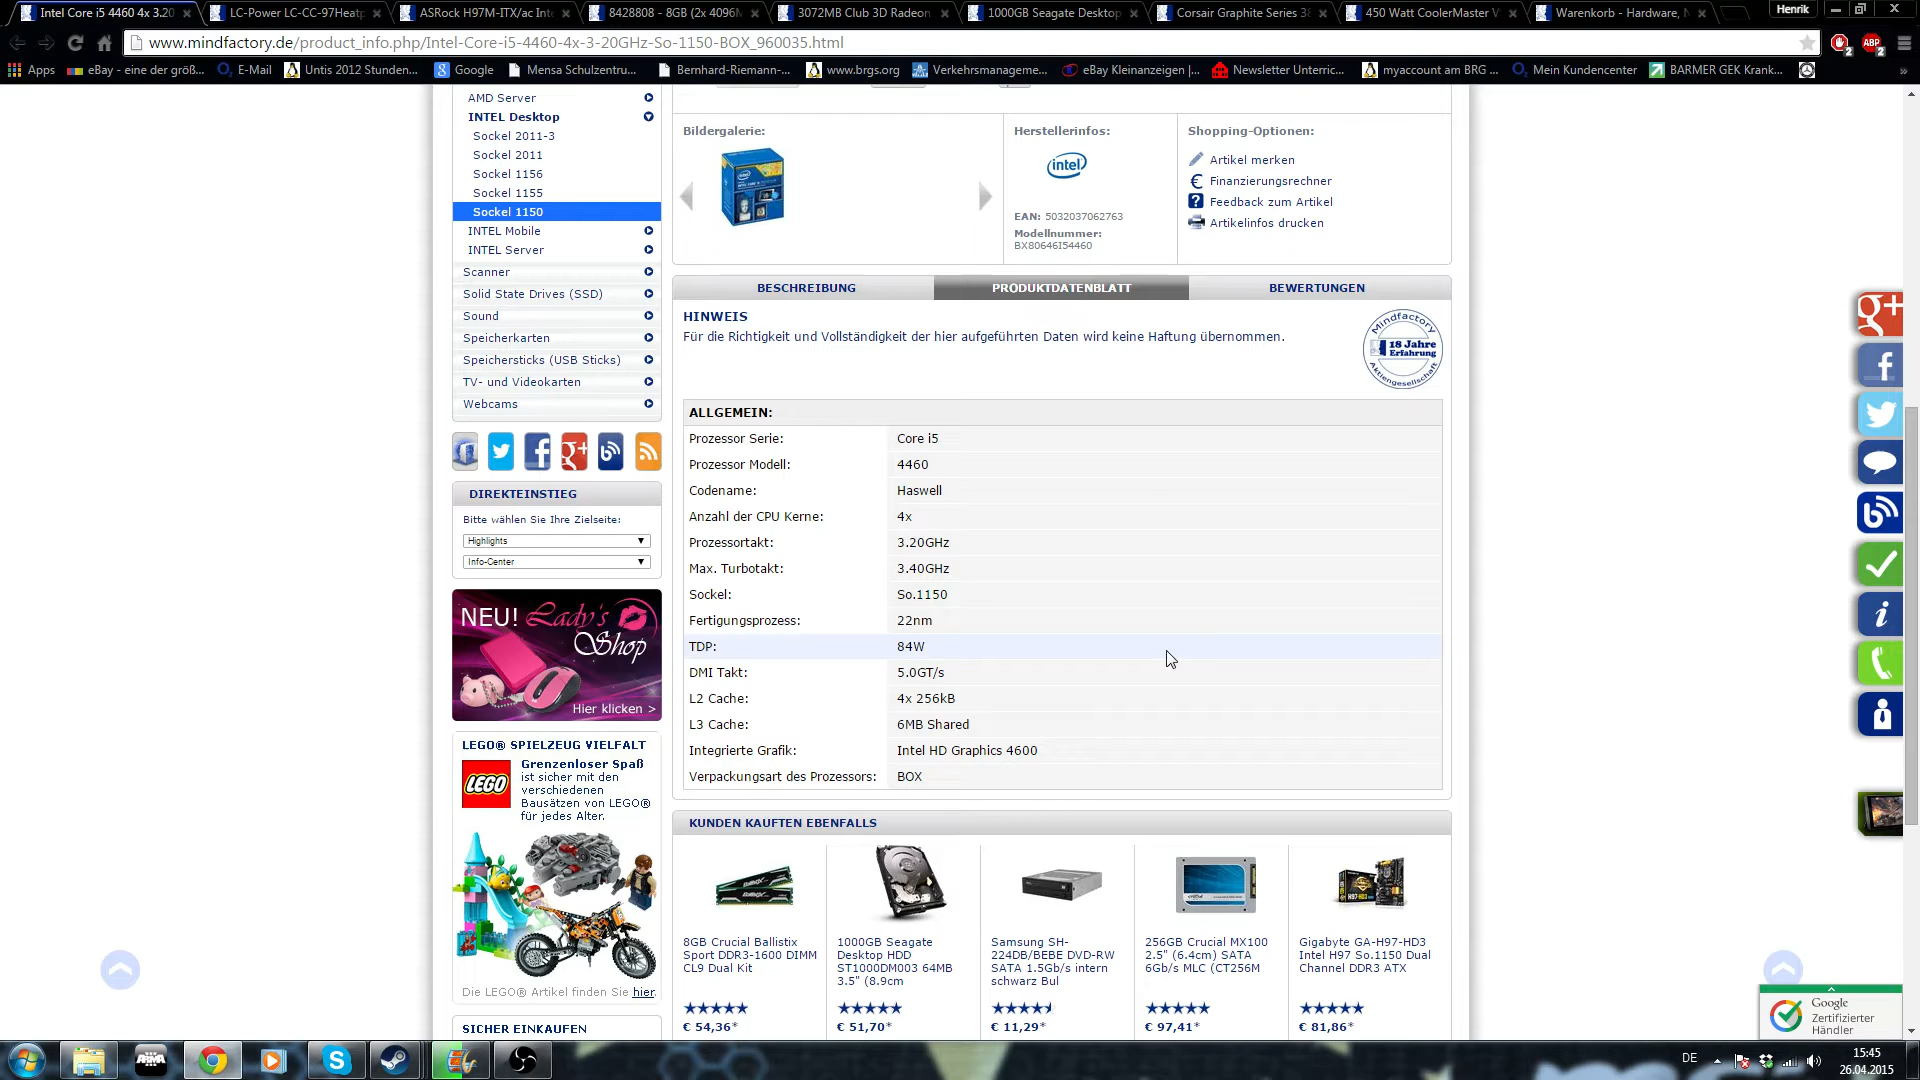 Intel Core i5 4460 4x 3.20
LC-Power LC-CC-97Heatp
ASRock H97M-ITX/ac Int
8428808 - 8GB (2x 4096M
3072MB Club 3D Radeon
1000GB Seagate Desktop
Corsair Graphite Series 38
450 Watt CoolerMaster V
Warenkorb - Hardware, N
Henrik
www.mindfactory.de/product_info.php/Intel-Core-i5-4460-4x-3-20GHz-So-1150-BOX_960035.html
Apps
eBay - eine der größ...
E-Mail
Untis 2012 Stunden...
Google
Mensa Schulzentru...
Bernhard-Riemann-...
www.brgs.org
Verkehrsmanageme...
eBay Kleinanzeigen |...
Newsletter Unterric...
myaccount am BRG ...
Mein Kundencenter
BARMER GEK Krank...
AMD Server
INTEL Desktop
Sockel 2011-3
Sockel 2011
Sockel 1156
Sockel 1155
Sockel 1150
INTEL Mobile
INTEL Server
Scanner
Solid State Drives (SSD)
Sound
Speicherkarten
Speichersticks (USB Sticks)
TV- und Videokarten
Webcams
DIREKTEINSTIEG
Bitte wählen Sie Ihre Zielseite:
Highlights
Info-Center
NEU! Lady's
Shop
Hier klicken >
LEGO® SPIELZEUG VIELFALT
LEGO
Grenzenloser Spaß
ist sicher mit den
verschiedenen
Bausätzen von LEGO®
für jedes Alter.
Die LEGO® Artikel finden Sie hier.
SICHER EINKAUFEN
Bildergalerie:
Herstellerinfos:
intel
EAN: 5032037062763
Modellnummer:
BX80646I54460
Shopping-Optionen:
Artikel merken
Finanzierungsrechner
Feedback zum Artikel
Artikelinfos drucken
BESCHREIBUNG
PRODUKTDATENBLATT
BEWERTUNGEN
HINWEIS
Für die Richtigkeit und Vollständigkeit der hier aufgeführten Daten wird keine Haftung übernommen.
Mindfactory
18 Jahre
Erfahrung
Aktiengesellschaft
ALLGEMEIN:
Prozessor Serie: Core i5
Prozessor Modell: 4460
Codename: Haswell
Anzahl der CPU Kerne: 4x
Prozessortakt: 3.20GHz
Max. Turbotakt: 3.40GHz
Sockel: So.1150
Fertigungsprozess: 22nm
TDP: 84W
DMI Takt: 5.0GT/s
L2 Cache: 4x 256kB
L3 Cache: 6MB Shared
Integrierte Grafik: Intel HD Graphics 4600
Verpackungsart des Prozessors: BOX
KUNDEN KAUFTEN EBENFALLS
8GB Crucial Ballistix
Sport DDR3-1600 DIMM
CL9 Dual Kit
€ 54,36*
1000GB Seagate
Desktop HDD
ST1000DM003 64MB
3.5" (8.9cm
€ 51,70*
Samsung SH-
224DB/BEBE DVD-RW
SATA 1.5Gb/s intern
schwarz Bul
€ 11,29*
256GB Crucial MX100
2.5" (6.4cm) SATA
6Gb/s MLC (CT256M
€ 97,41*
Gigabyte GA-H97-HD3
Intel H97 So.1150 Dual
Channel DDR3 ATX
€ 81,86*
Google
Zertifizierter
Händler
DE
15:45
26.04.2015